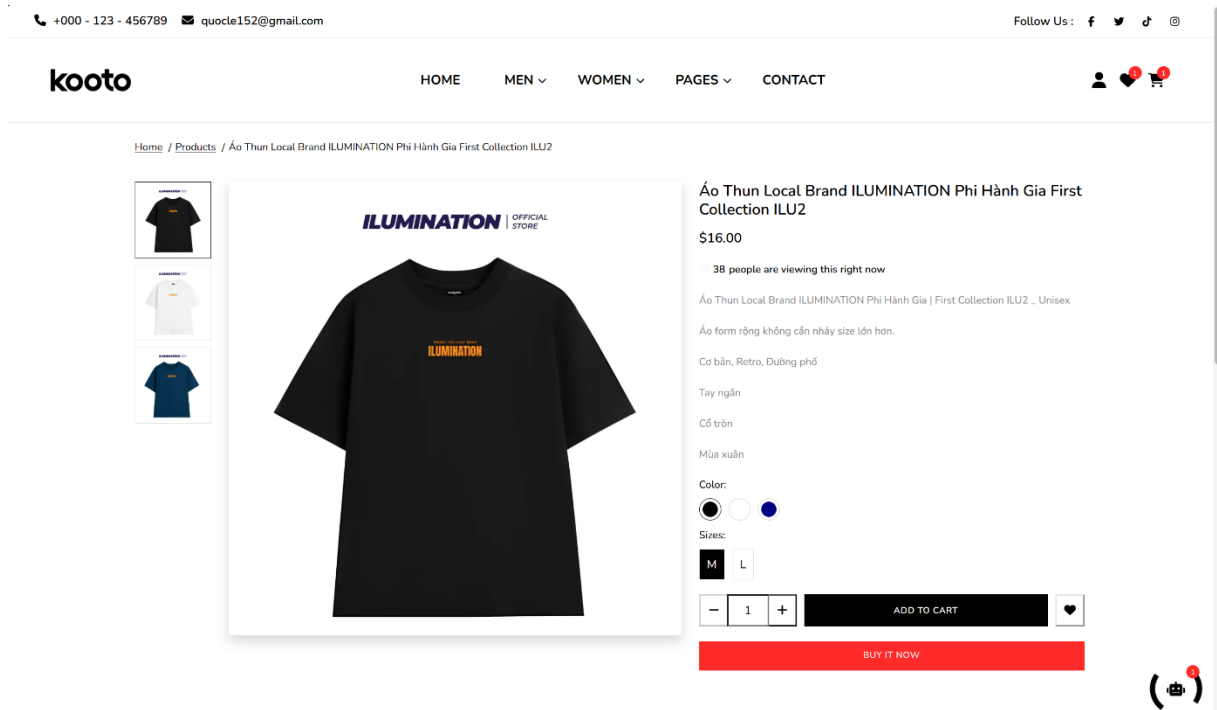 +000 - 123 - 456789 quocle152@gmail.com
Follow Us :
kooto
HOME MEN WOMEN PAGES CONTACT
1 1
Home / Products / Áo Thun Local Brand ILUMINATION Phi Hành Gia First Collection ILU2
ILUMINATION | OFFICIAL STORE
ILUMINATION
Áo Thun Local Brand ILUMINATION Phi Hành Gia First
Collection ILU2
$16.00
38 people are viewing this right now
Áo Thun Local Brand ILUMINATION Phi Hành Gia | First Collection ILU2 _ Unisex
Áo form rộng không cần nhảy size lớn hơn.
Cơ bản, Retro, Đường phố
Tay ngắn
Cổ tròn
Mùa xuân
Color:
Sizes:
M L
− 1 + ADD TO CART
BUY IT NOW
1